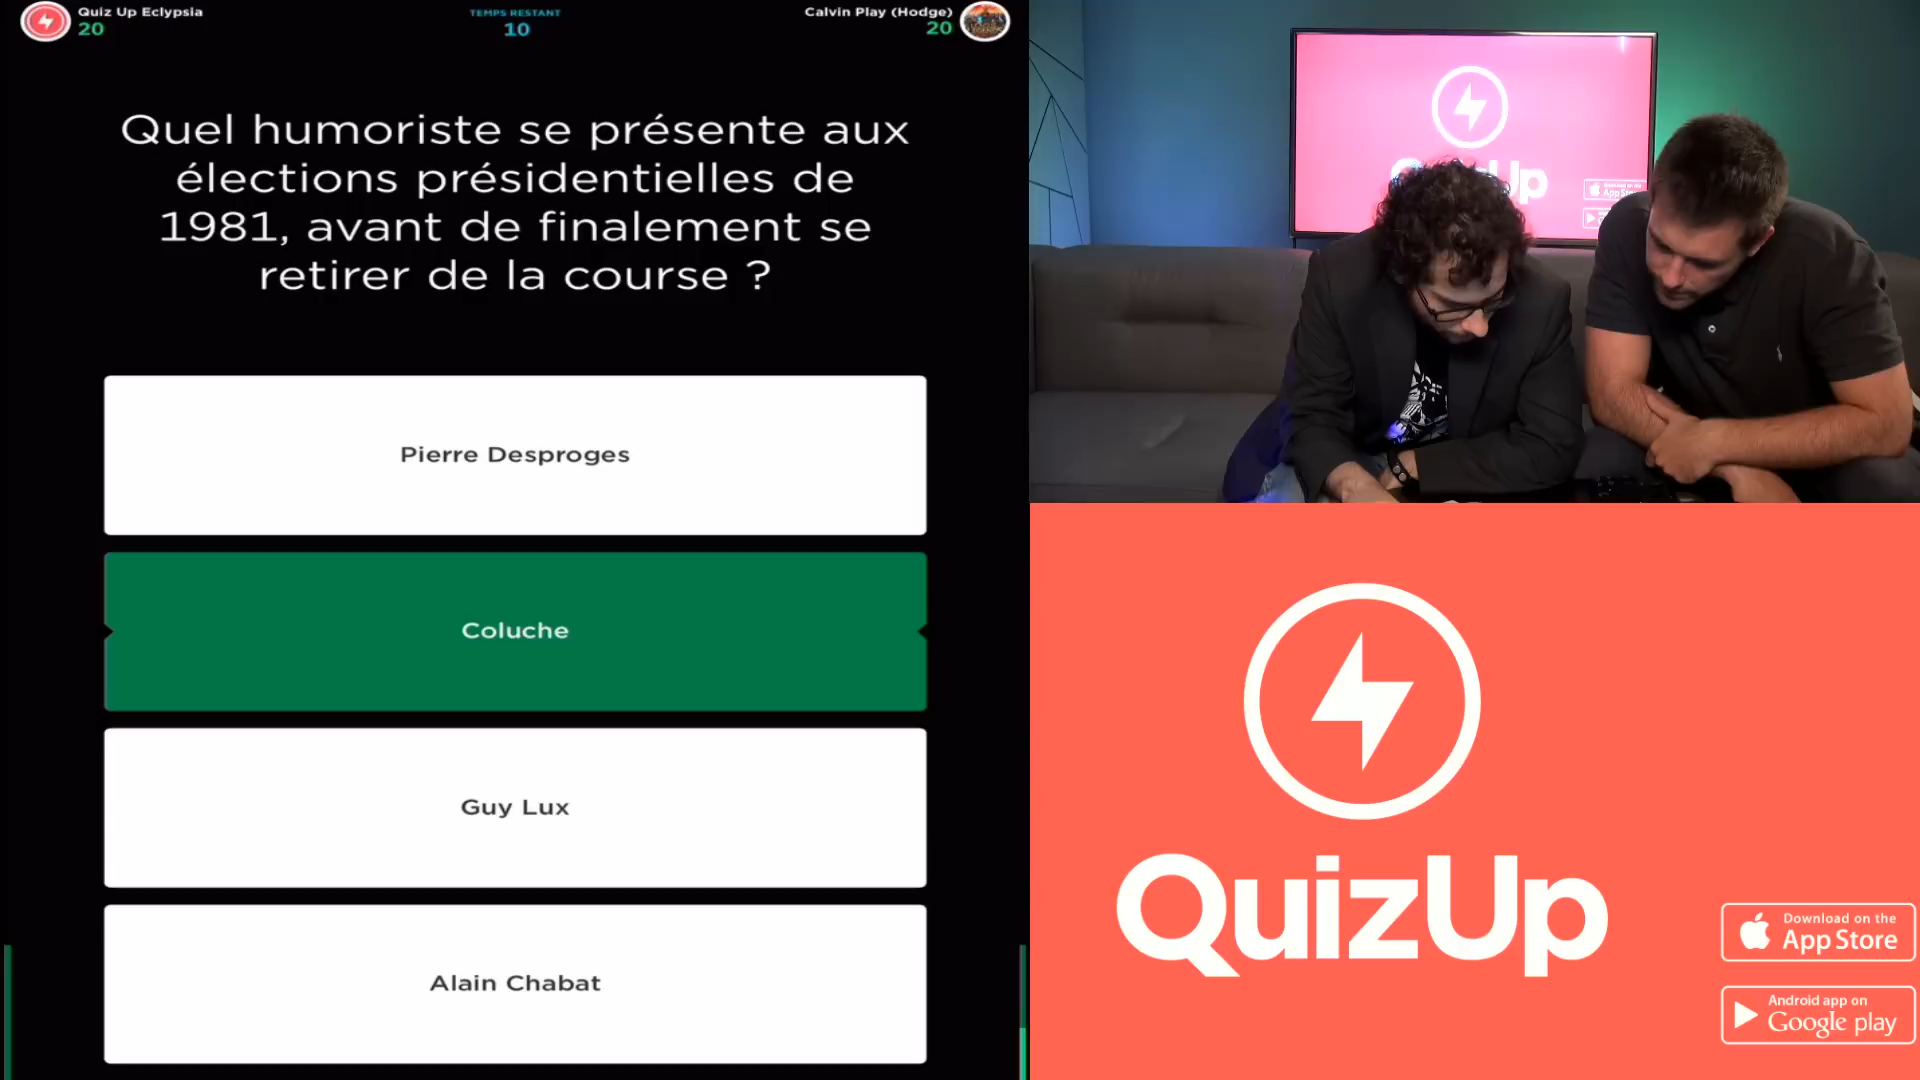 Quiz Up Eclypsia
20
TEMPS RESTANT
10
Calvin Play (Hodge)
20
Quel humoriste se présente aux
élections présidentielles de
1981, avant de finalement se
retirer de la course ?
Pierre Desproges
Coluche
Guy Lux
Alain Chabat
QuizUp
Download on the
App Store
Android app on
Google play